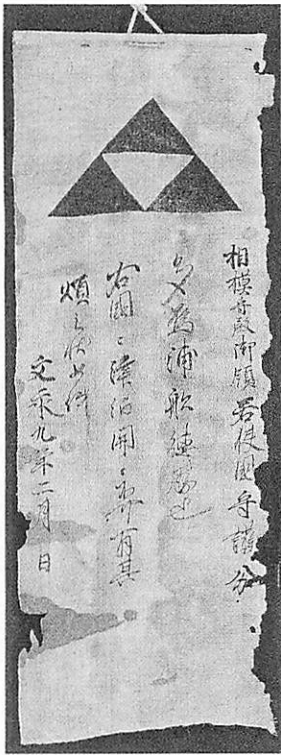 相模守殿御領若狭國守護分
多烏浦船徳勝也
右國々津泊関々不可有其
煩之状如件
文永九年二月 日